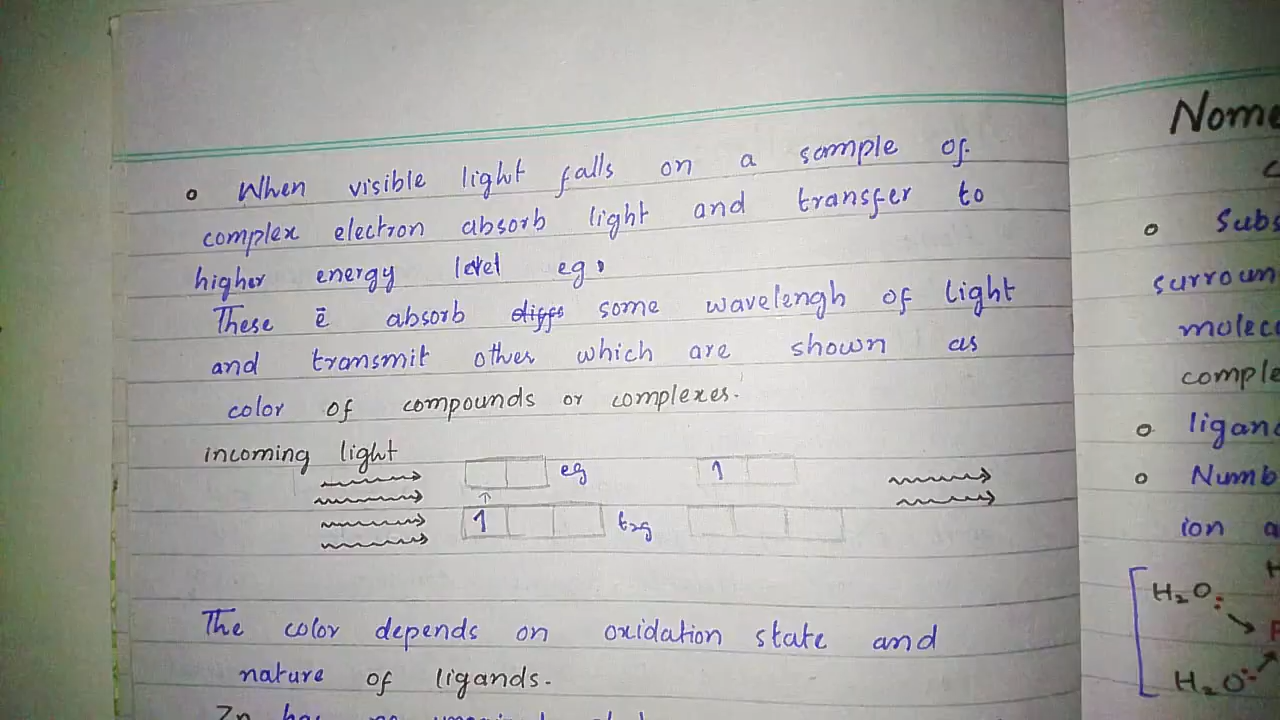 ∘ When visible light falls on a sample of
complex electron absorb light and transfer to
higher energy level eg.
These ē absorb some wavelengh of light
and transmit other which are shown as
color of compounds or complexes.
incoming light
eg
1
1
t2g
The color depends on oxidation state and
nature of ligands.
Zn has no
Nome
∘ Subs
surroun
molec
comple
∘ ligan
∘ Numb
ion a
H2O:
H2O: